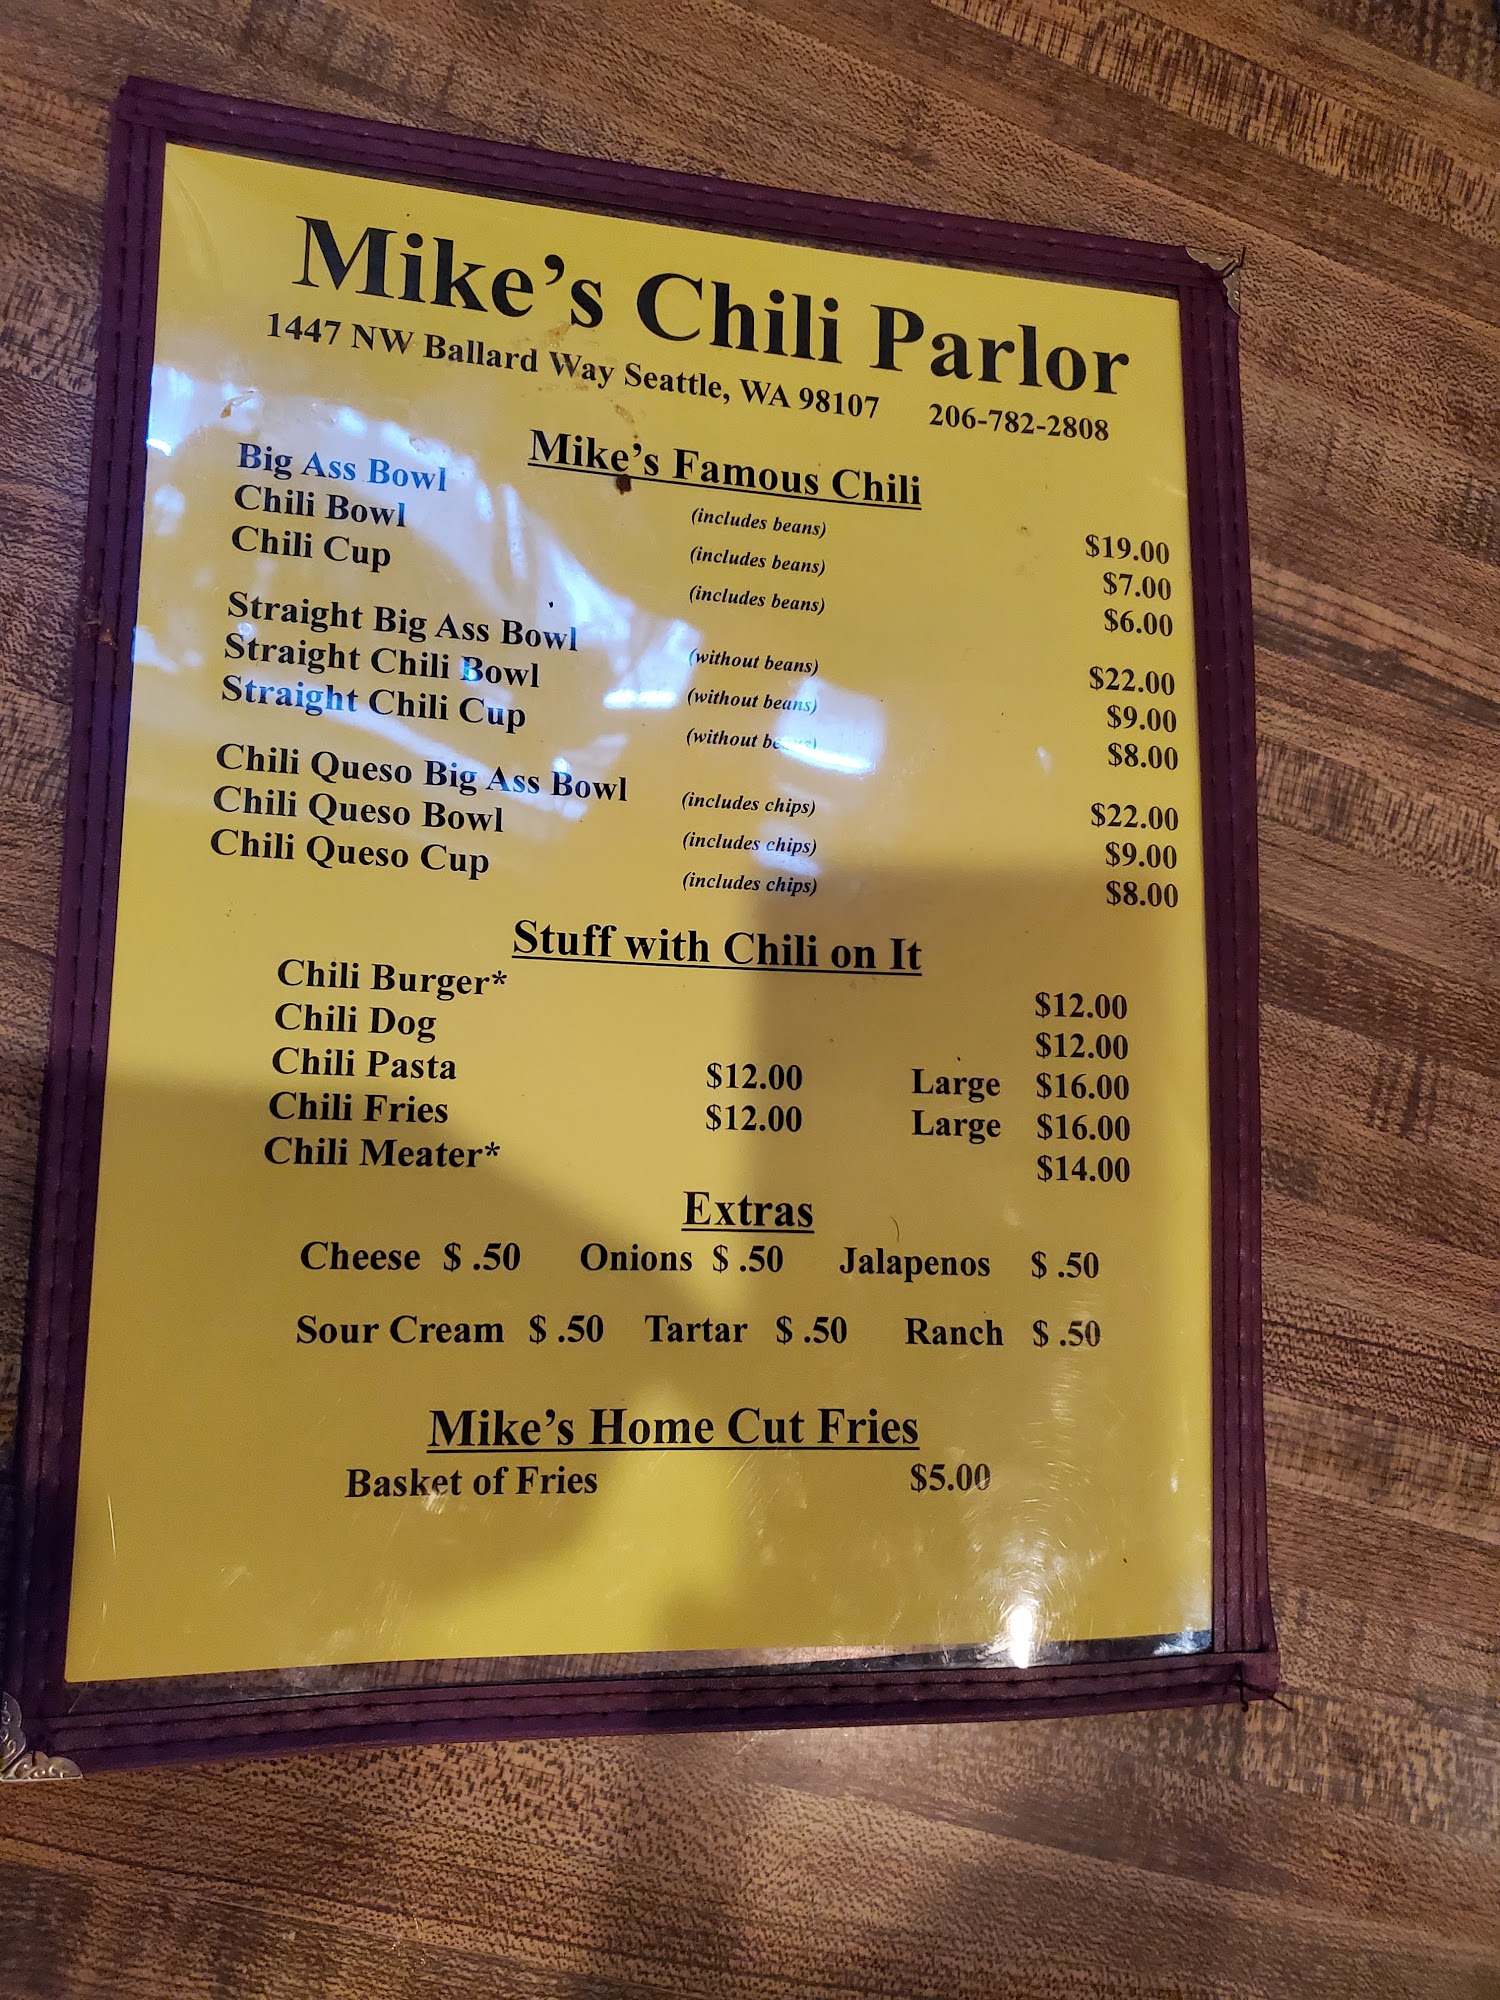 Mike's Chili Parlor
1447 NW Ballard Way Seattle, WA 98107 206-782-2808
Mike's Famous Chili
Big Ass Bowl (includes beans) $19.00
Chili Bowl (includes beans) $7.00
Chili Cup (includes beans) $6.00
Straight Big Ass Bowl (without beans) $22.00
Straight Chili Bowl (without beans) $9.00
Straight Chili Cup (without beans) $8.00
Chili Queso Big Ass Bowl (includes chips) $22.00
Chili Queso Bowl (includes chips) $9.00
Chili Queso Cup (includes chips) $8.00
Stuff with Chili on It
Chili Burger* $12.00
Chili Dog $12.00
Chili Pasta $12.00 Large $16.00
Chili Fries $12.00 Large $16.00
Chili Meater* $14.00
Extras
Cheese $ .50 Onions $ .50 Jalapenos $ .50
Sour Cream $ .50 Tartar $ .50 Ranch $ .50
Mike's Home Cut Fries
Basket of Fries $5.00